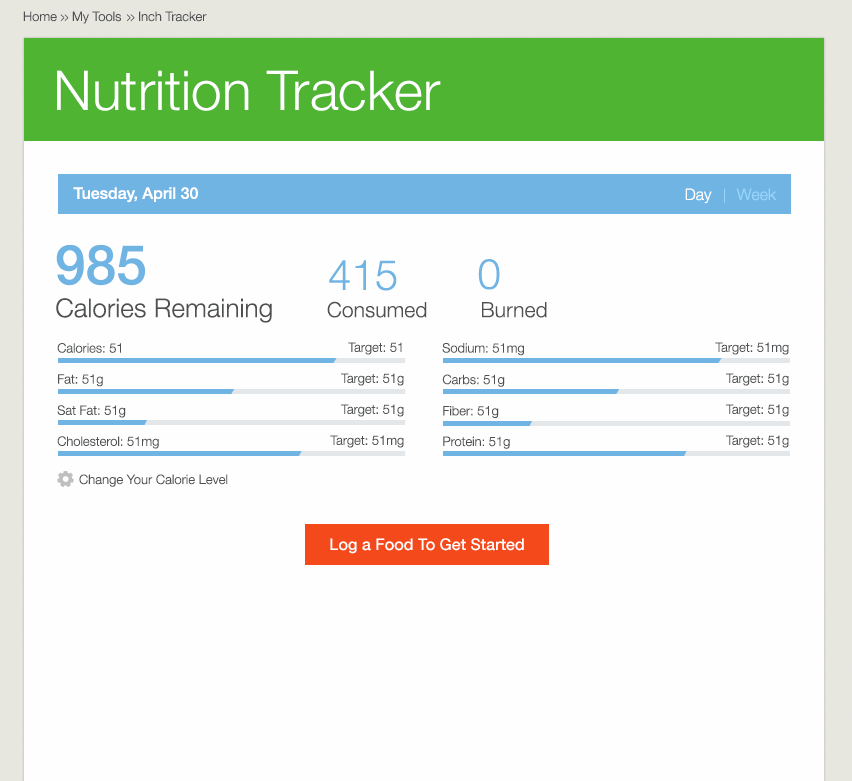 Home >> My Tools >> Inch Tracker
Nutrition Tracker
Tuesday, April 30
Day | Week
985
Calories Remaining
415
Consumed
0
Burned
Calories: 51 Target: 51
Fat: 51g Target: 51g
Sat Fat: 51g Target: 51g
Cholesterol: 51mg Target: 51mg
Sodium: 51mg Target: 51mg
Carbs: 51g Target: 51g
Fiber: 51g Target: 51g
Protein: 51g Target: 51g
Change Your Calorie Level
Log a Food To Get Started